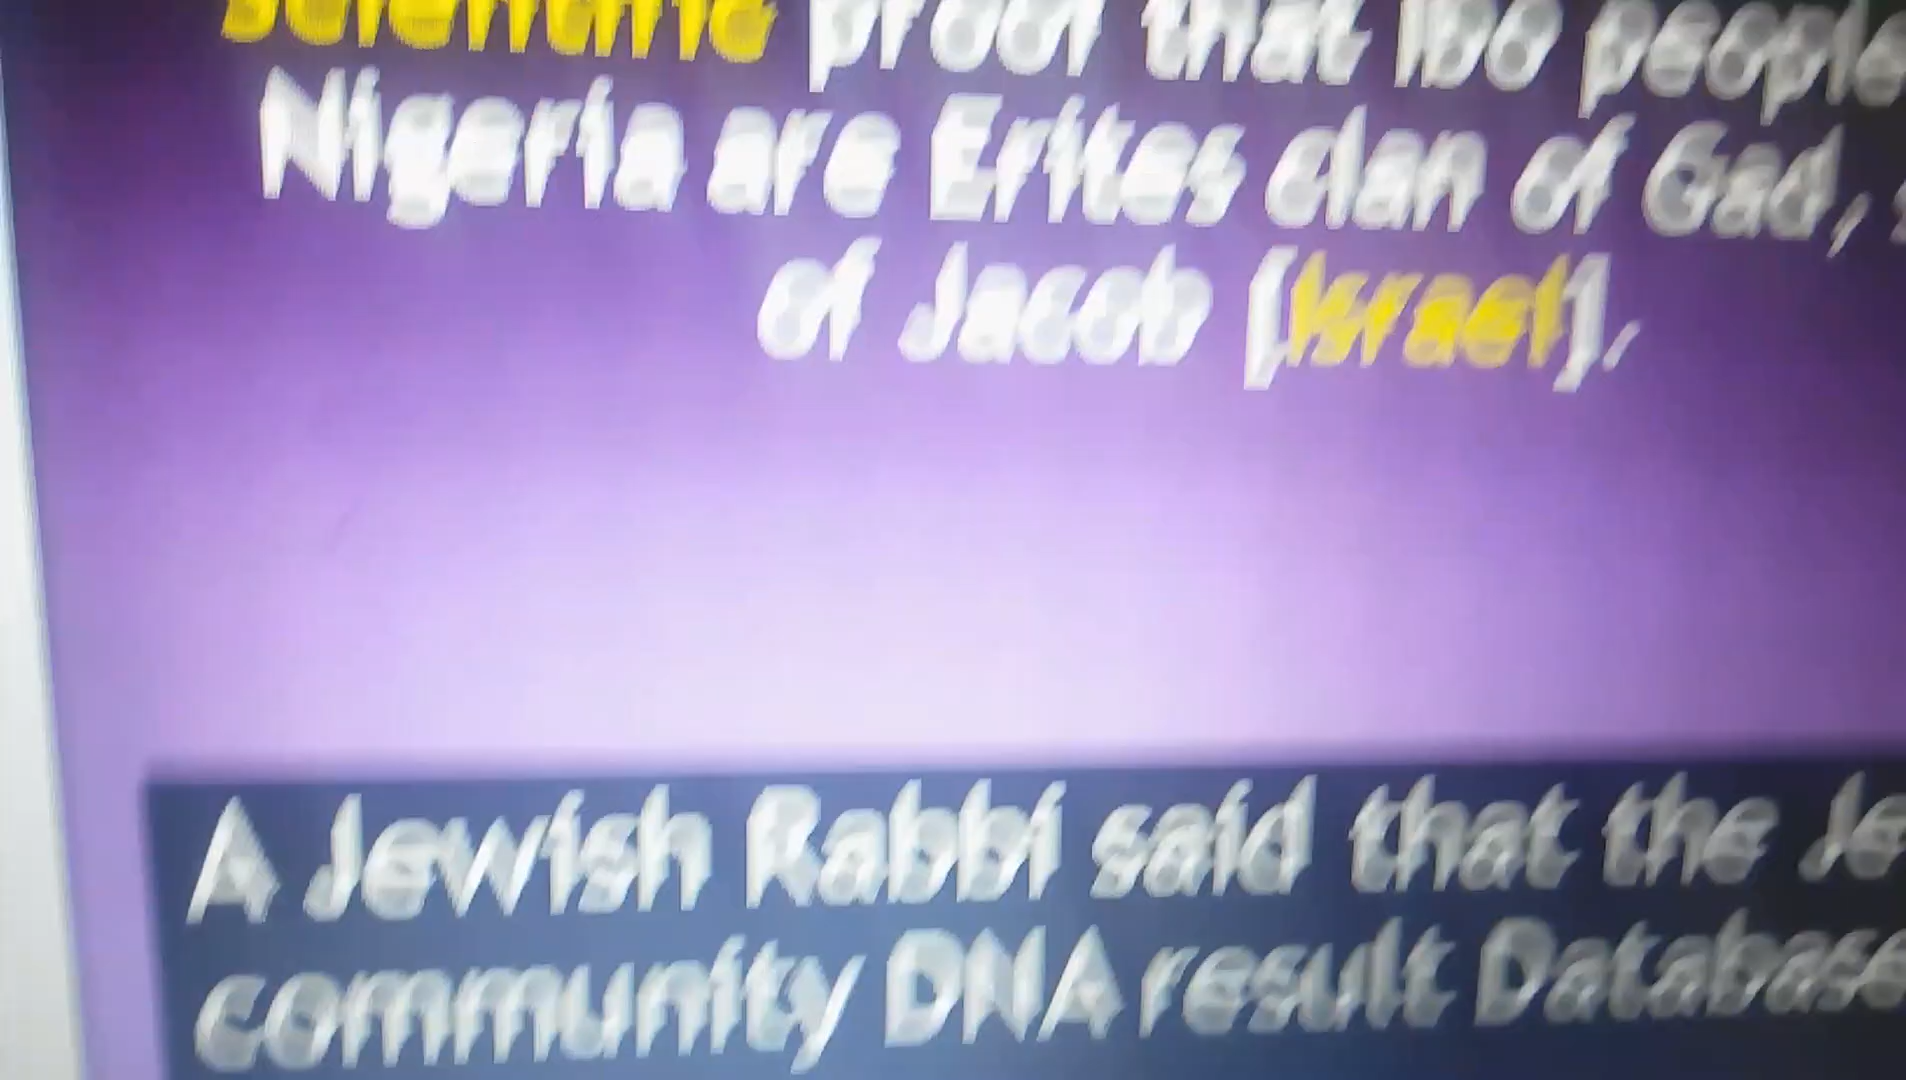 scientific proof that Ibo people
Nigeria are Erites clan of Gad,
of Jacob [Israel],
A Jewish Rabbi said that the Je
community DNA result Database